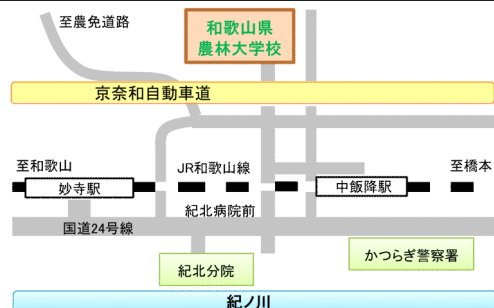 至農免道路
和歌山県
農林大学校
京奈和自動車道
至和歌山
JR和歌山線
至橋本
妙寺駅
中飯降駅
紀北病院前
国道24号線
かつらぎ警察署
紀北分院
紀ノ川